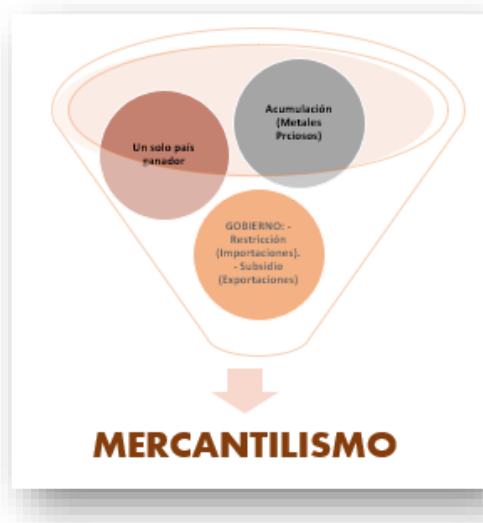 Un solo país
ganador
Acumulación
(Metales
Prciosos)
GOBIERNO: -
Restricción
(Importaciones).
- Subsidio
(Exportaciones)
MERCANTILISMO